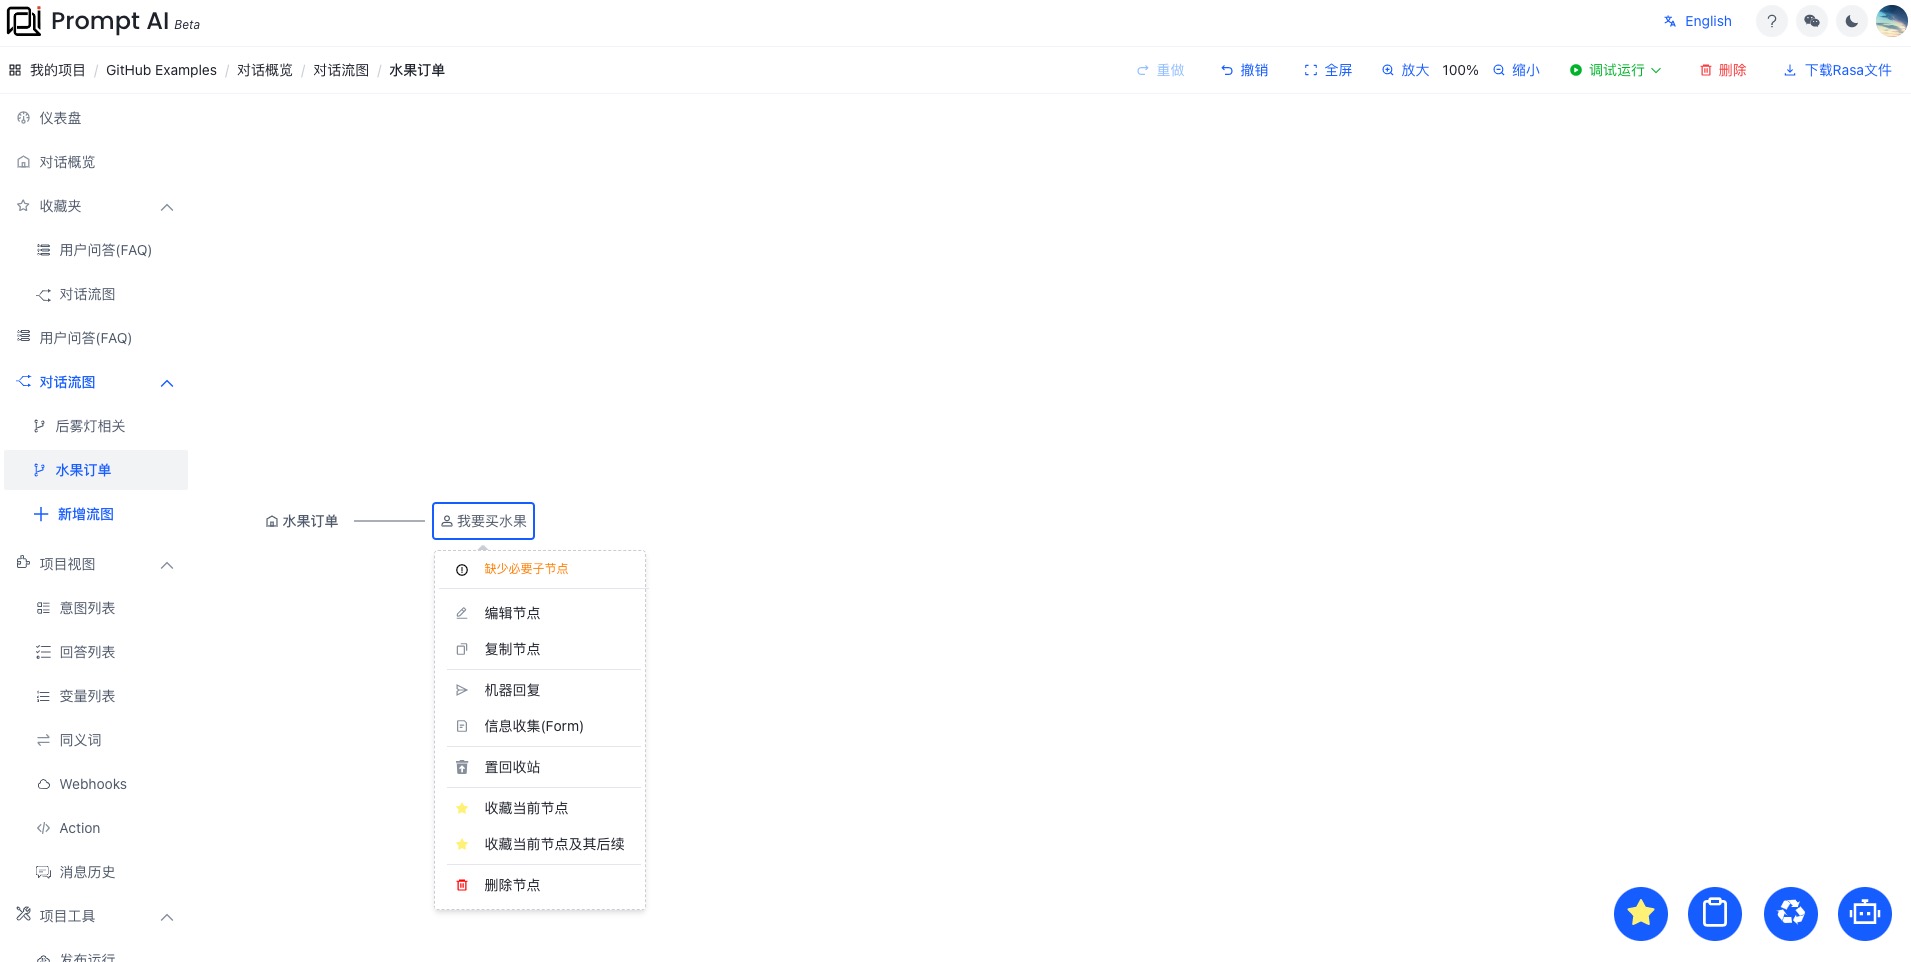 Prompt AI Beta
English
我的项目 / GitHub Examples / 对话概览 / 对话流图 / 水果订单
重做 撤销 全屏 放大 100% 缩小 调试运行 删除 下载Rasa文件
仪表盘
对话概览
收藏夹
用户问答(FAQ)
对话流图
用户问答(FAQ)
对话流图
后雾灯相关
水果订单
新增流图
项目视图
意图列表
回答列表
变量列表
同义词
Webhooks
Action
消息历史
项目工具
发布运行
水果订单
我要买水果
缺少必要子节点
编辑节点
复制节点
机器回复
信息收集(Form)
置回收站
收藏当前节点
收藏当前节点及其后续
删除节点